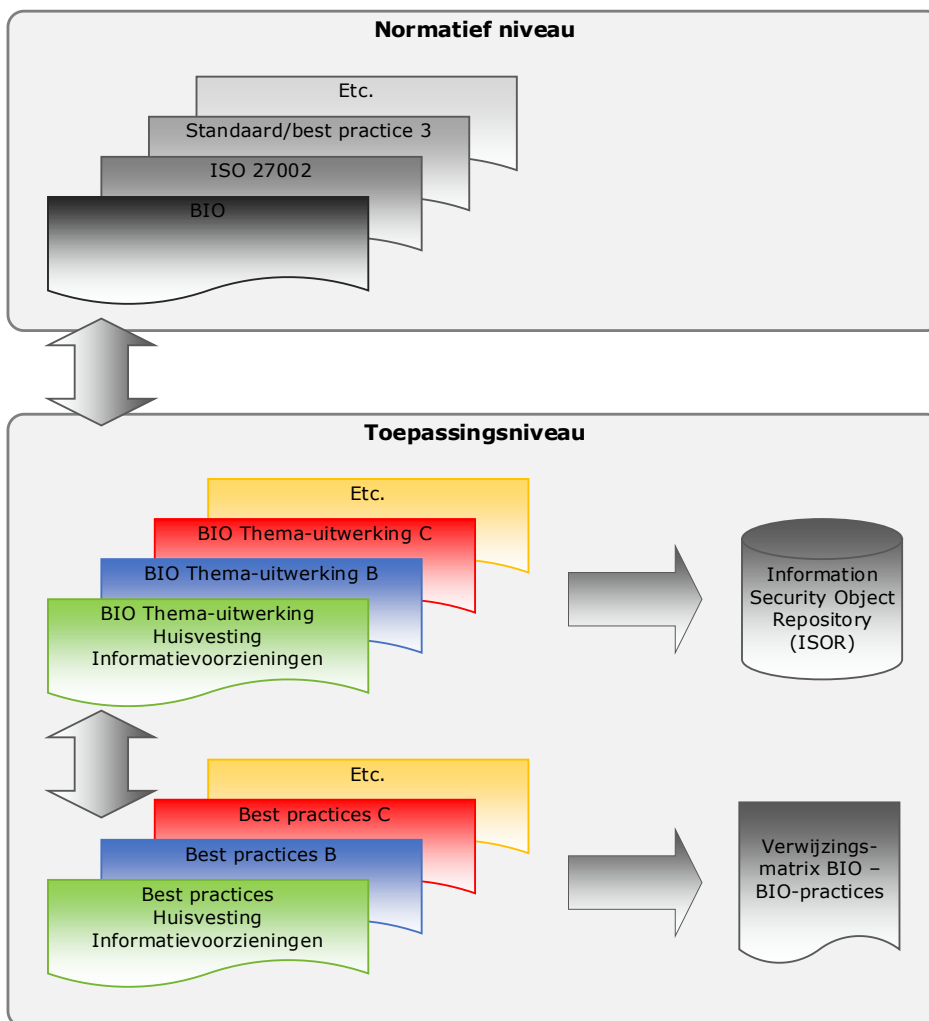 Normatief niveau
Etc.
Standaard/best practice 3
ISO 27002
BIO
Toepassingsniveau
Etc.
BIO Thema-uitwerking C
BIO Thema-uitwerking B
BIO Thema-uitwerking
Huisvesting
Informatievoorzieningen
Information
Security Object
Repository
(ISOR)
Etc.
Best practices C
Best practices B
Best practices
Huisvesting
Informatievoorzieningen
Verwijzings-
matrix BIO –
BIO-practices